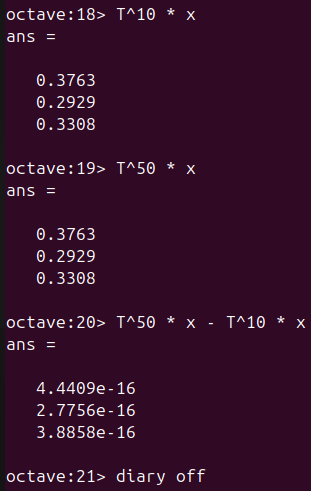 octave:18> T^10 * x
ans =
0.3763
0.2929
0.3308
octave:19> T^50 * x
ans =
0.3763
0.2929
0.3308
octave:20> T^50 * x - T^10 * x
ans =
4.4409e-16
2.7756e-16
3.8858e-16
octave:21> diary off